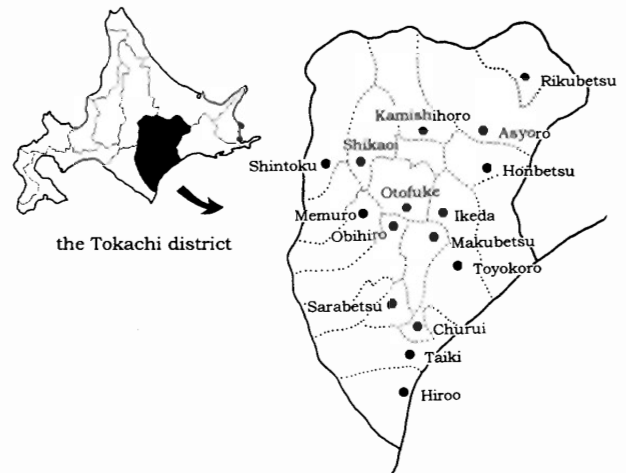 Rikubetsu
Kamishihoro
Asyoro
Shikaoi
Shintoku
Honbetsu
Otofuke
Memuro
Ikeda
Obihiro
Makubetsu
the Tokachi district
Toyokoro
Sarabetsu
Churui
Taiki
Hiroo